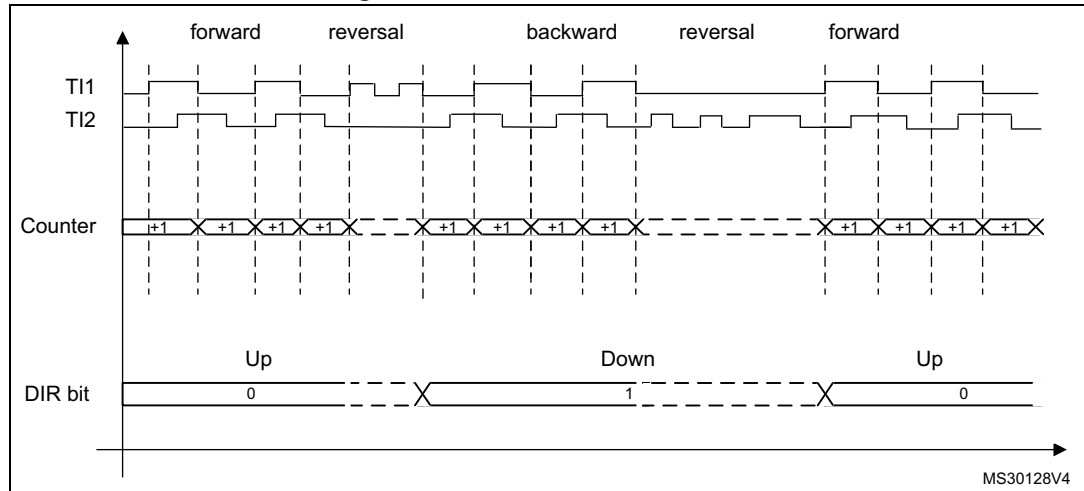 forward reversal backward reversal forward
TI1
TI2
Counter +1 +1 +1 +1 +1 +1 +1 +1 +1 +1 +1 +1
Up Down Up
DIR bit 0 1 0
MS30128V4